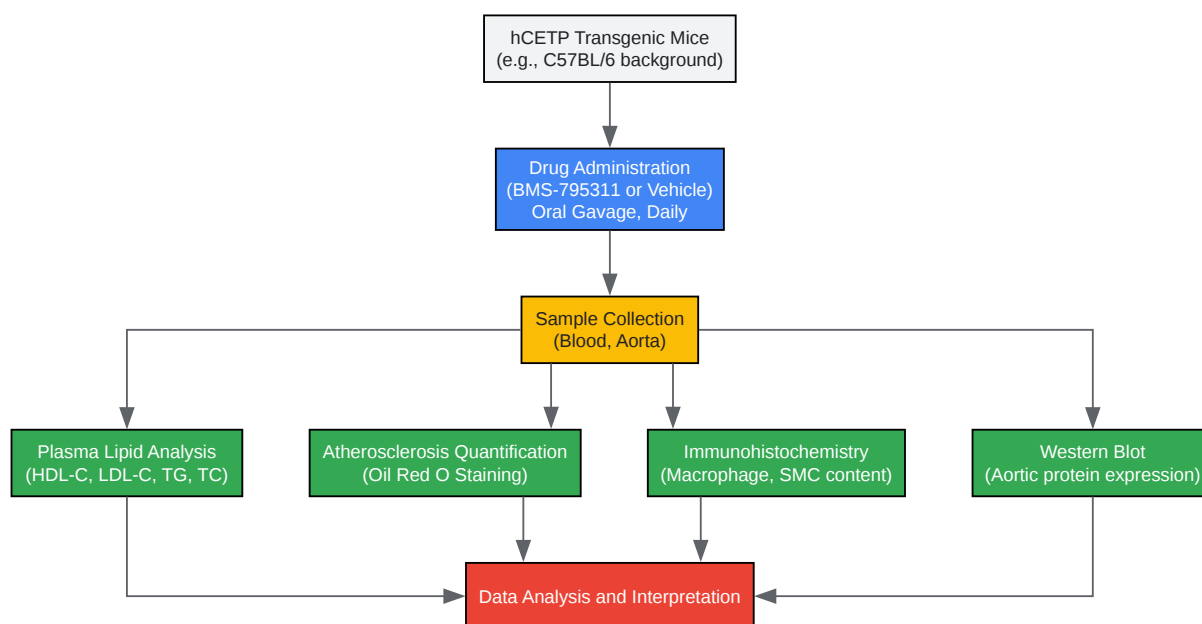 hCETP Transgenic Mice
(e.g., C57BL/6 background)
Drug Administration
(BMS-795311 or Vehicle)
Oral Gavage, Daily
Sample Collection
(Blood, Aorta)
Plasma Lipid Analysis
(HDL-C, LDL-C, TG, TC)
Atherosclerosis Quantification
(Oil Red O Staining)
Immunohistochemistry
(Macrophage, SMC content)
Western Blot
(Aortic protein expression)
Data Analysis and Interpretation